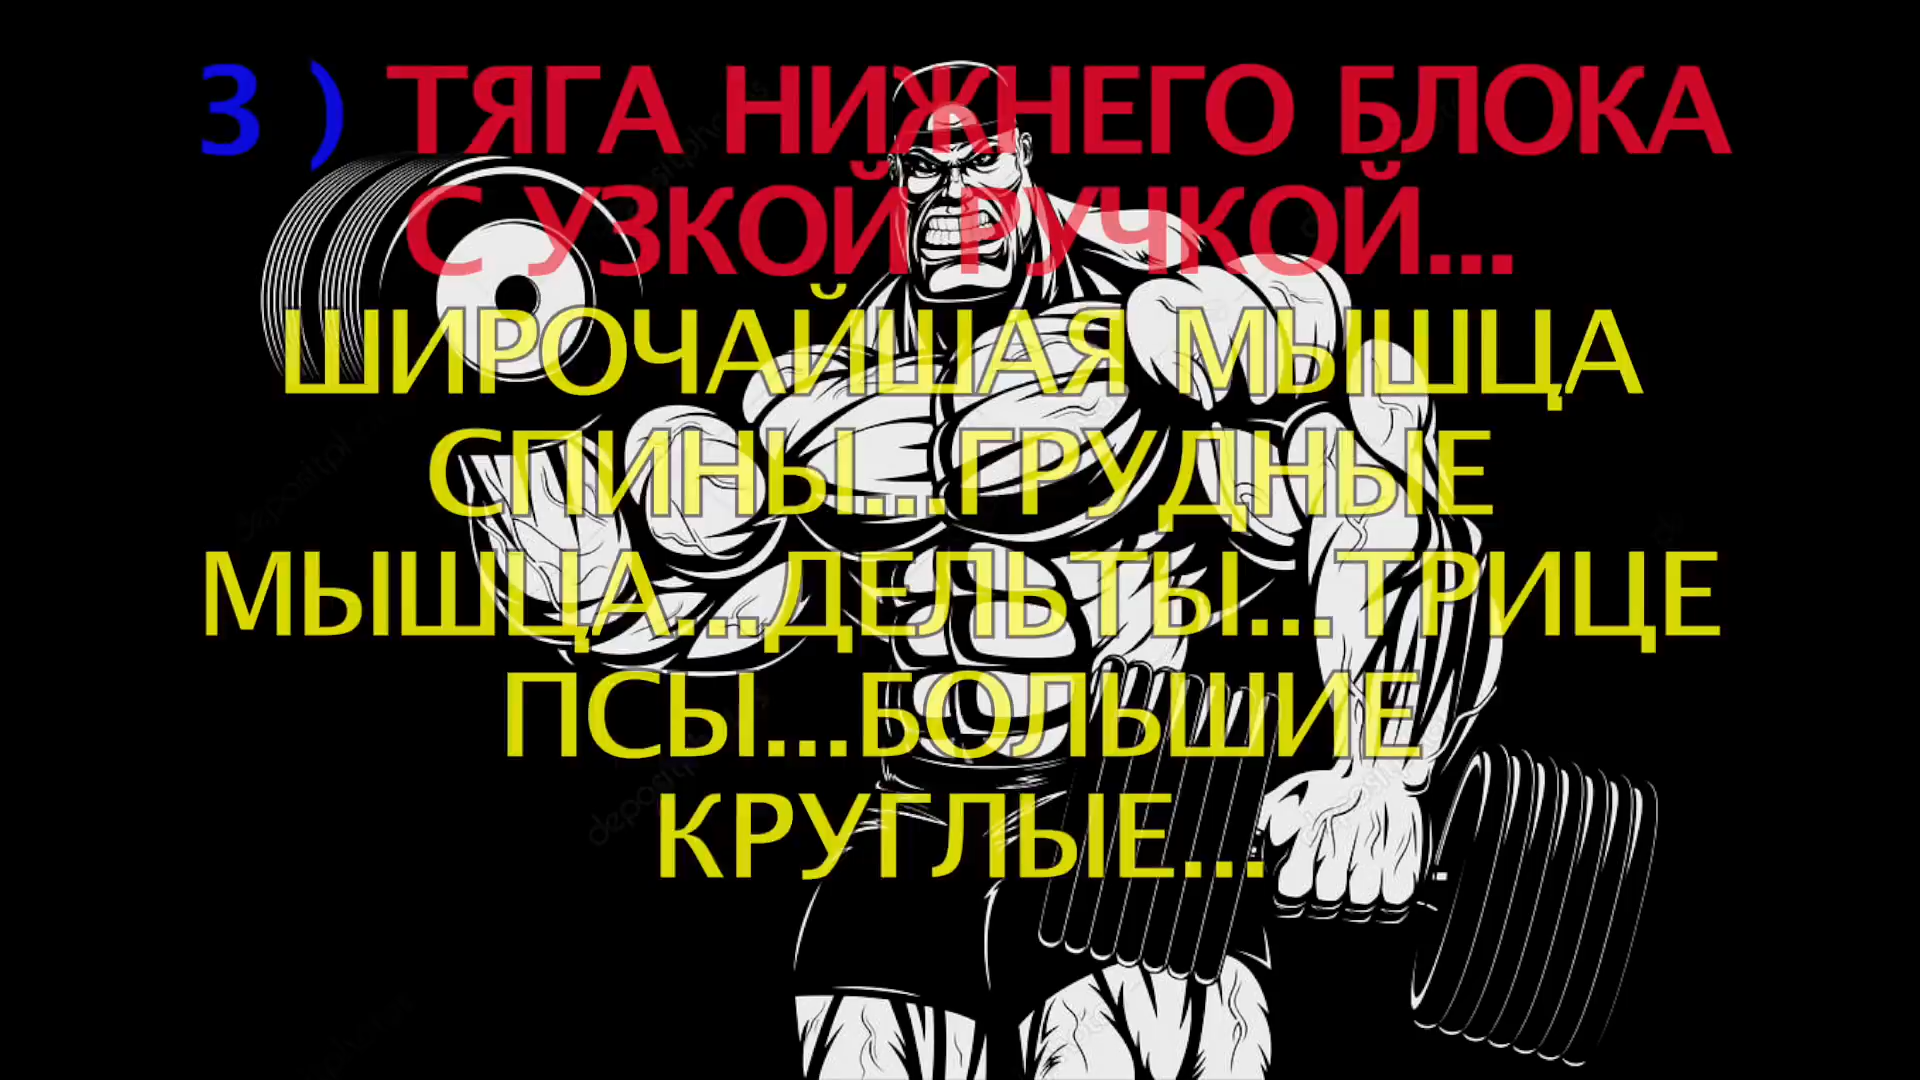 3 ) ТЯГА НИЖНЕГО БЛОКА
С УЗКОЙ РУЧКОЙ...
ШИРОЧАЙШАЯ МЫШЦА
СПИНЫ...ГРУДНЫЕ
МЫШЦА...ДЕЛЬТЫ...ТРИЦЕ
ПСЫ...БОЛЬШИЕ
КРУГЛЫЕ...